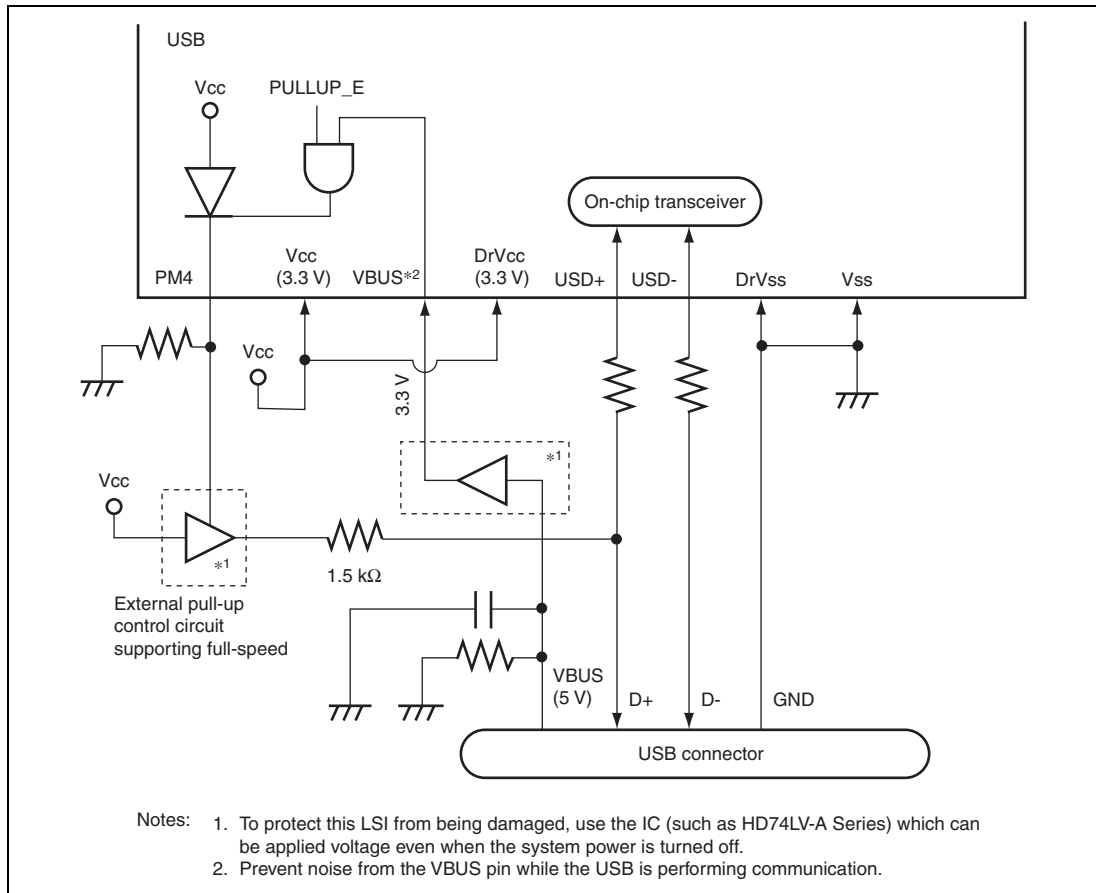 USB
Vcc
PULLUP_E
On-chip transceiver
PM4
Vcc
(3.3 V)
VBUS*2
DrVcc
(3.3 V)
USD+
USD-
DrVss
Vss
Vcc
3.3 V
*1
Vcc
*1
1.5 kΩ
External pull-up
control circuit
supporting full-speed
VBUS
(5 V)
D+
D-
GND
USB connector
Notes: 1. To protect this LSI from being damaged, use the IC (such as HD74LV-A Series) which can
be applied voltage even when the system power is turned off.
2. Prevent noise from the VBUS pin while the USB is performing communication.